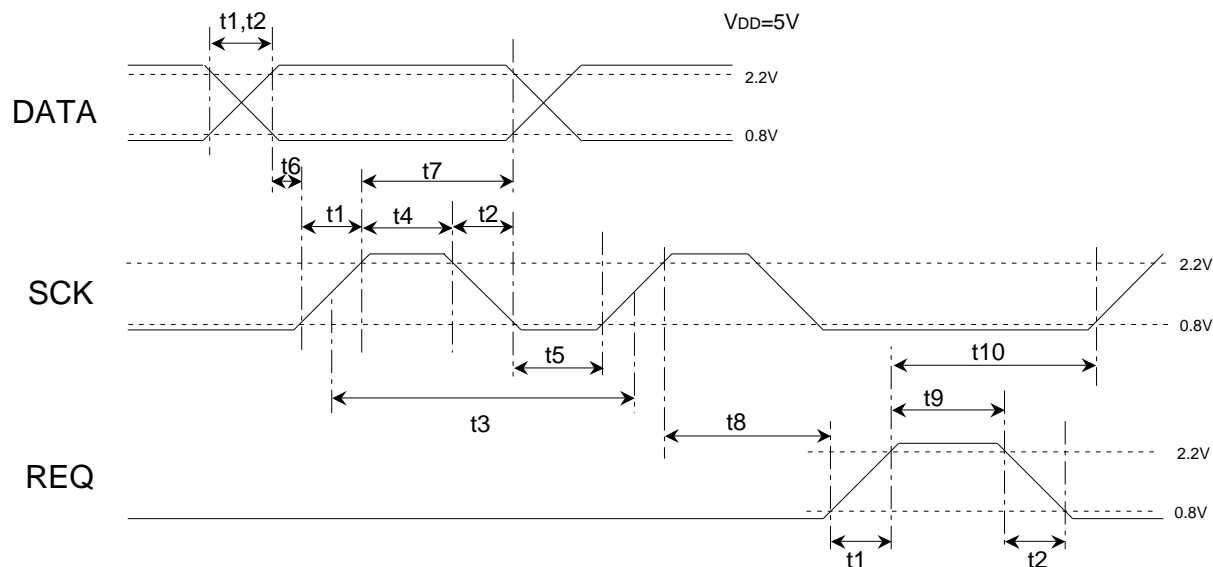 t1,t2
VDD=5V
2.2V
DATA
0.8V
t6
t7
t1
t4
t2
2.2V
SCK
0.8V
t5
t10
t3
t9
t8
2.2V
REQ
0.8V
t1
t2